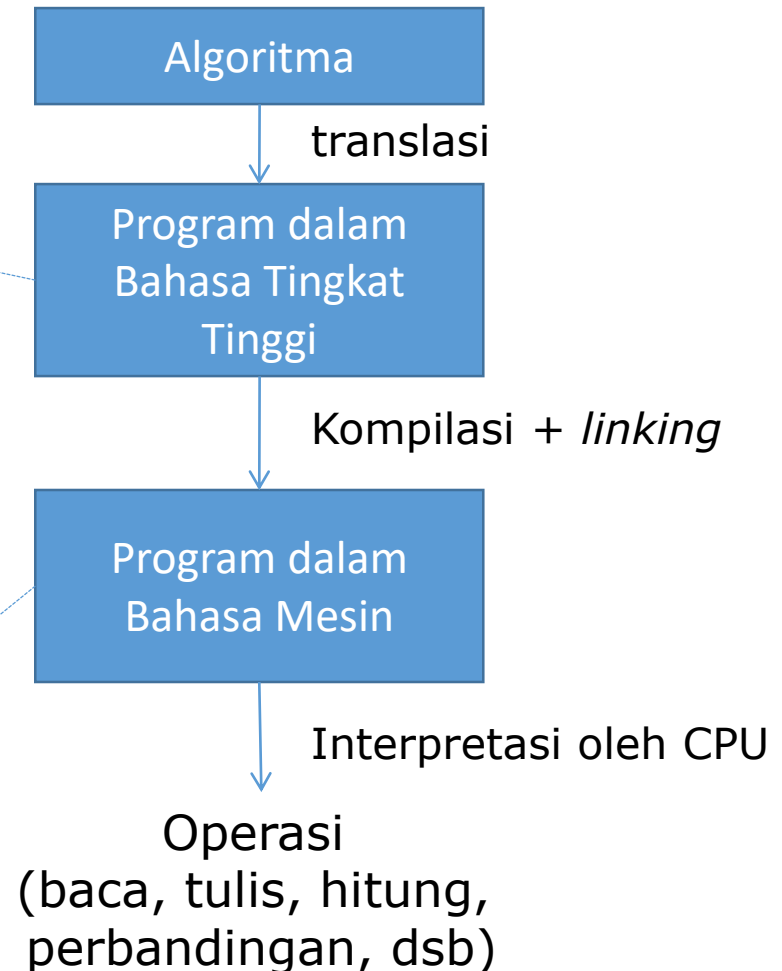 Algoritma
translasi
Program dalam
Bahasa Tingkat
Tinggi
Kompilasi + linking
Program dalam
Bahasa Mesin
Interpretasi oleh CPU
Operasi
(baca, tulis, hitung,
perbandingan, dsb)